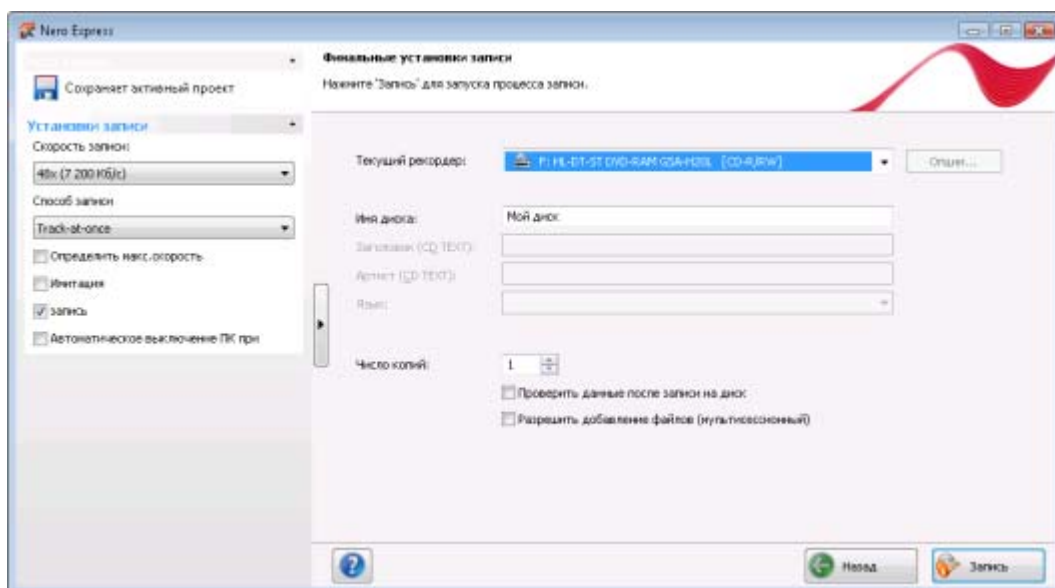 Nero Express
Сохраняет активный проект
Установки записи
Скорость записи:
48x (7 200 Кб/с)
Способ записи
Track-at-once
Определить макс.скорость
Имитация
запись
Автоматическое выключение ПК при
Финальные установки записи
Нажмите 'Запись' для запуска процесса записи.
Текущий рекордер:
F: HL-DT-ST DVD-RAM GSA-H20L [CD-R/RW]
Опции...
Имя диска:
Мой диск
Заголовок (CD TEXT):
Артист (CD TEXT):
Язык:
Число копий:
1
Проверить данные после записи на диск
Разрешить добавление файлов (мультисессионный)
Назад
Запись